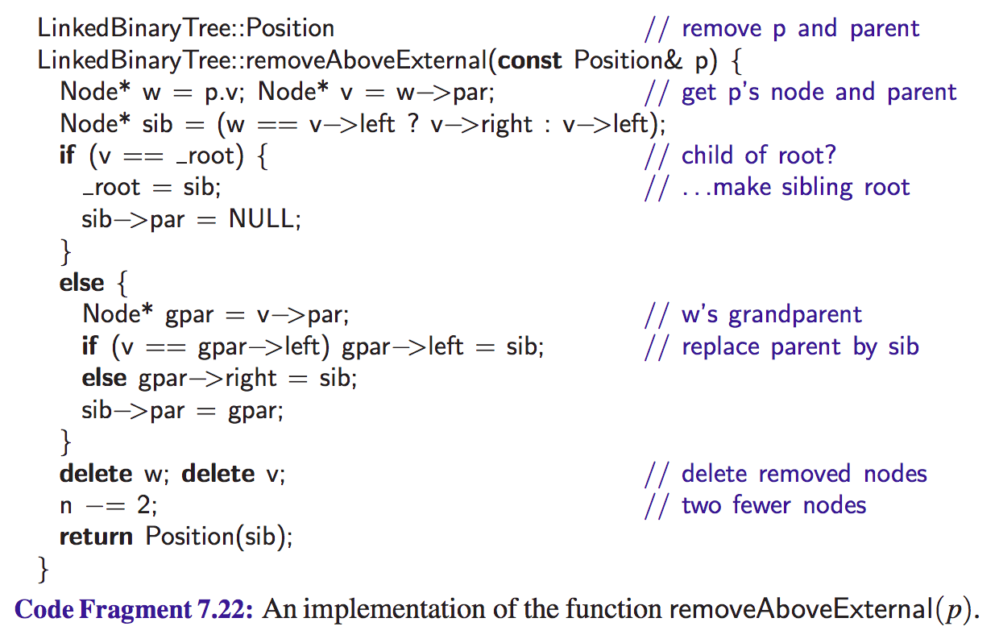 LinkedBinaryTree::Position // remove p and parent
LinkedBinaryTree::removeAboveExternal(const Position& p) {
Node* w = p.v; Node* v = w−>par; // get p's node and parent
Node* sib = (w == v−>left ? v−>right : v−>left);
if (v == _root) { // child of root?
_root = sib; // ...make sibling root
sib−>par = NULL;
}
else {
Node* gpar = v−>par; // w's grandparent
if (v == gpar−>left) gpar−>left = sib; // replace parent by sib
else gpar−>right = sib;
sib−>par = gpar;
}
delete w; delete v; // delete removed nodes
n −= 2; // two fewer nodes
return Position(sib);
}
Code Fragment 7.22: An implementation of the function removeAboveExternal(p).